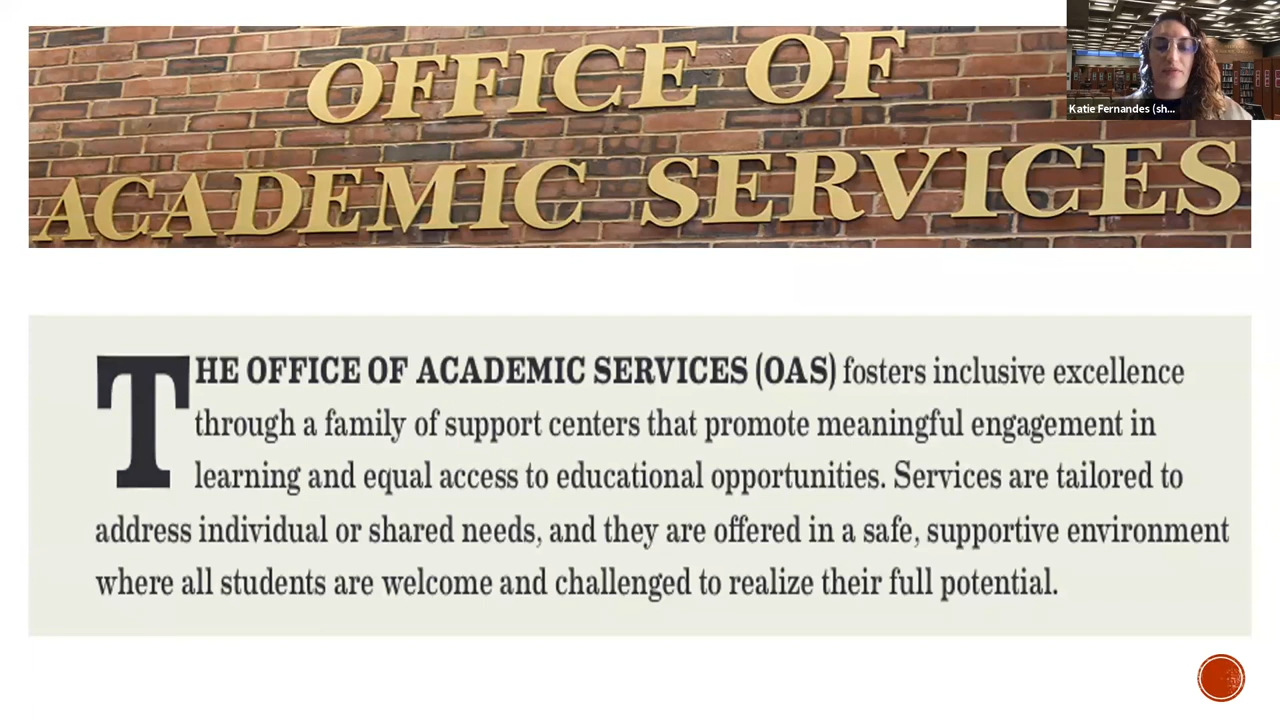 OFFICE OF
ACADEMIC SERVICES
Katie Fernandes (sh...
THE OFFICE OF ACADEMIC SERVICES (OAS) fosters inclusive excellence
through a family of support centers that promote meaningful engagement in
learning and equal access to educational opportunities. Services are tailored to
address individual or shared needs, and they are offered in a safe, supportive environment
where all students are welcome and challenged to realize their full potential.